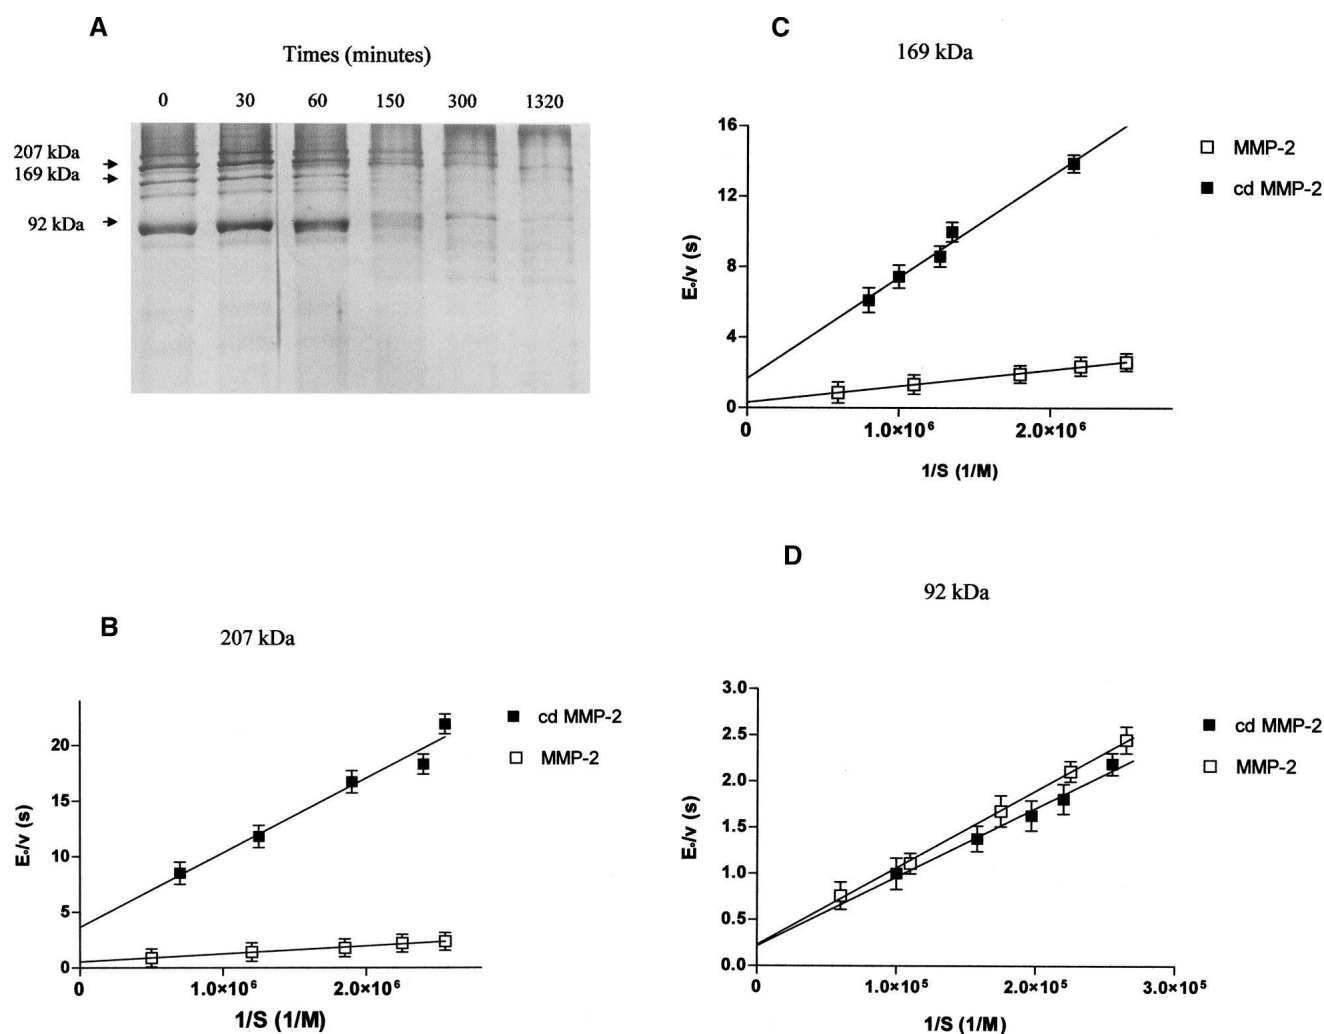 A
Times (minutes)
0 30 60 150 300 1320
207 kDa
169 kDa
92 kDa
C
169 kDa
16
12
8
4
0
E₀/v (s)
0 1.0×10⁶ 2.0×10⁶
1/S (1/M)
MMP-2
cd MMP-2
B
207 kDa
20
15
10
5
0
E₀/v (s)
0 1.0×10⁶ 2.0×10⁶
1/S (1/M)
cd MMP-2
MMP-2
D
92 kDa
3.0
2.5
2.0
1.5
1.0
0.5
0.0
E₀/v (s)
0 1.0×10⁵ 2.0×10⁵ 3.0×10⁵
1/S (1/M)
cd MMP-2
MMP-2